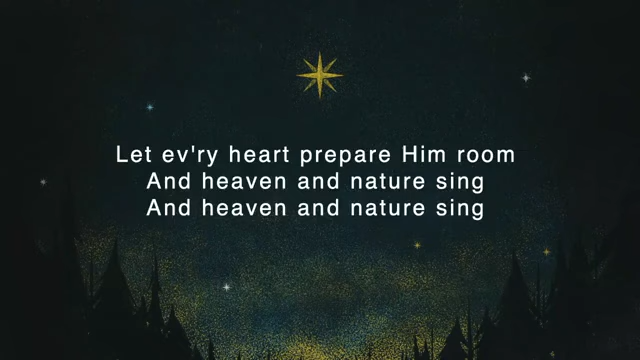 Let ev'ry heart prepare Him room
And heaven and nature sing
And heaven and nature sing